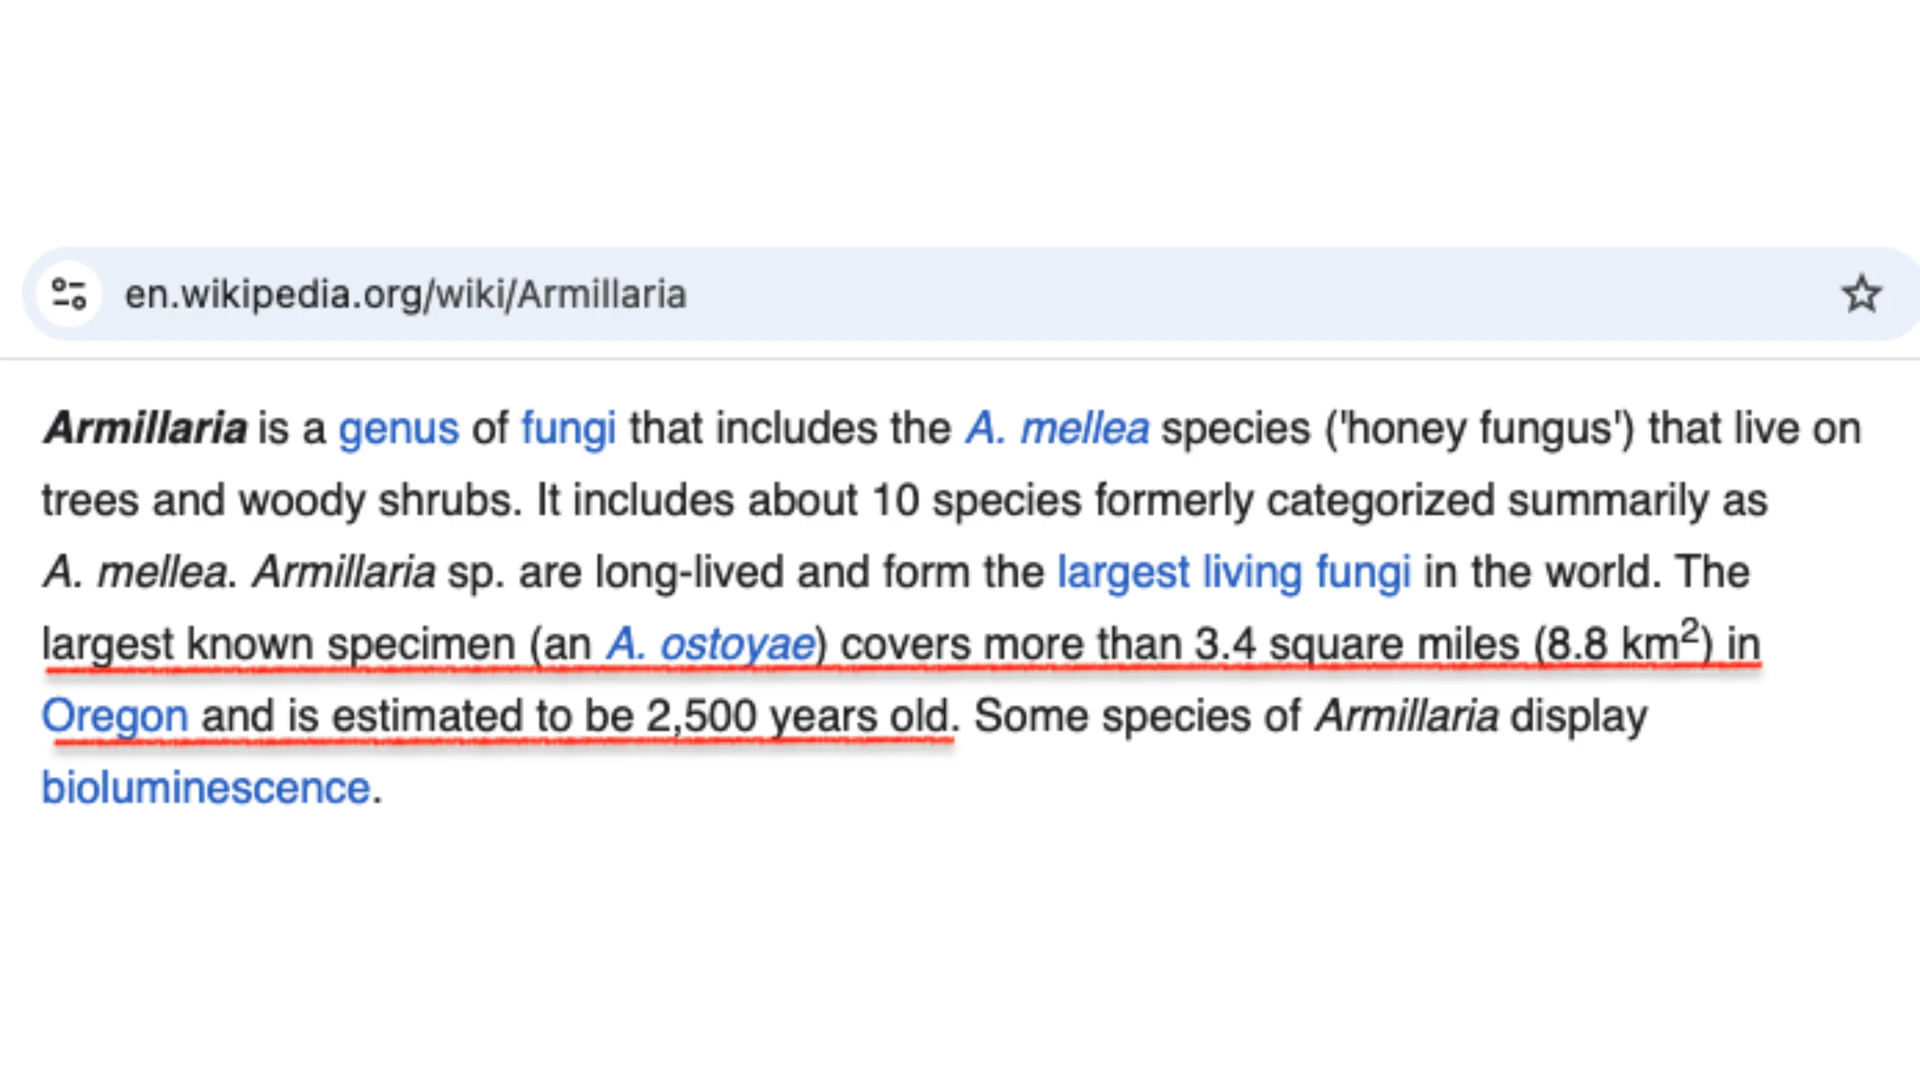 en.wikipedia.org/wiki/Armillaria
Armillaria is a genus of fungi that includes the A. mellea species ('honey fungus') that live on
trees and woody shrubs. It includes about 10 species formerly categorized summarily as
A. mellea. Armillaria sp. are long-lived and form the largest living fungi in the world. The
largest known specimen (an A. ostoyae) covers more than 3.4 square miles (8.8 km²) in
Oregon and is estimated to be 2,500 years old. Some species of Armillaria display
bioluminescence.